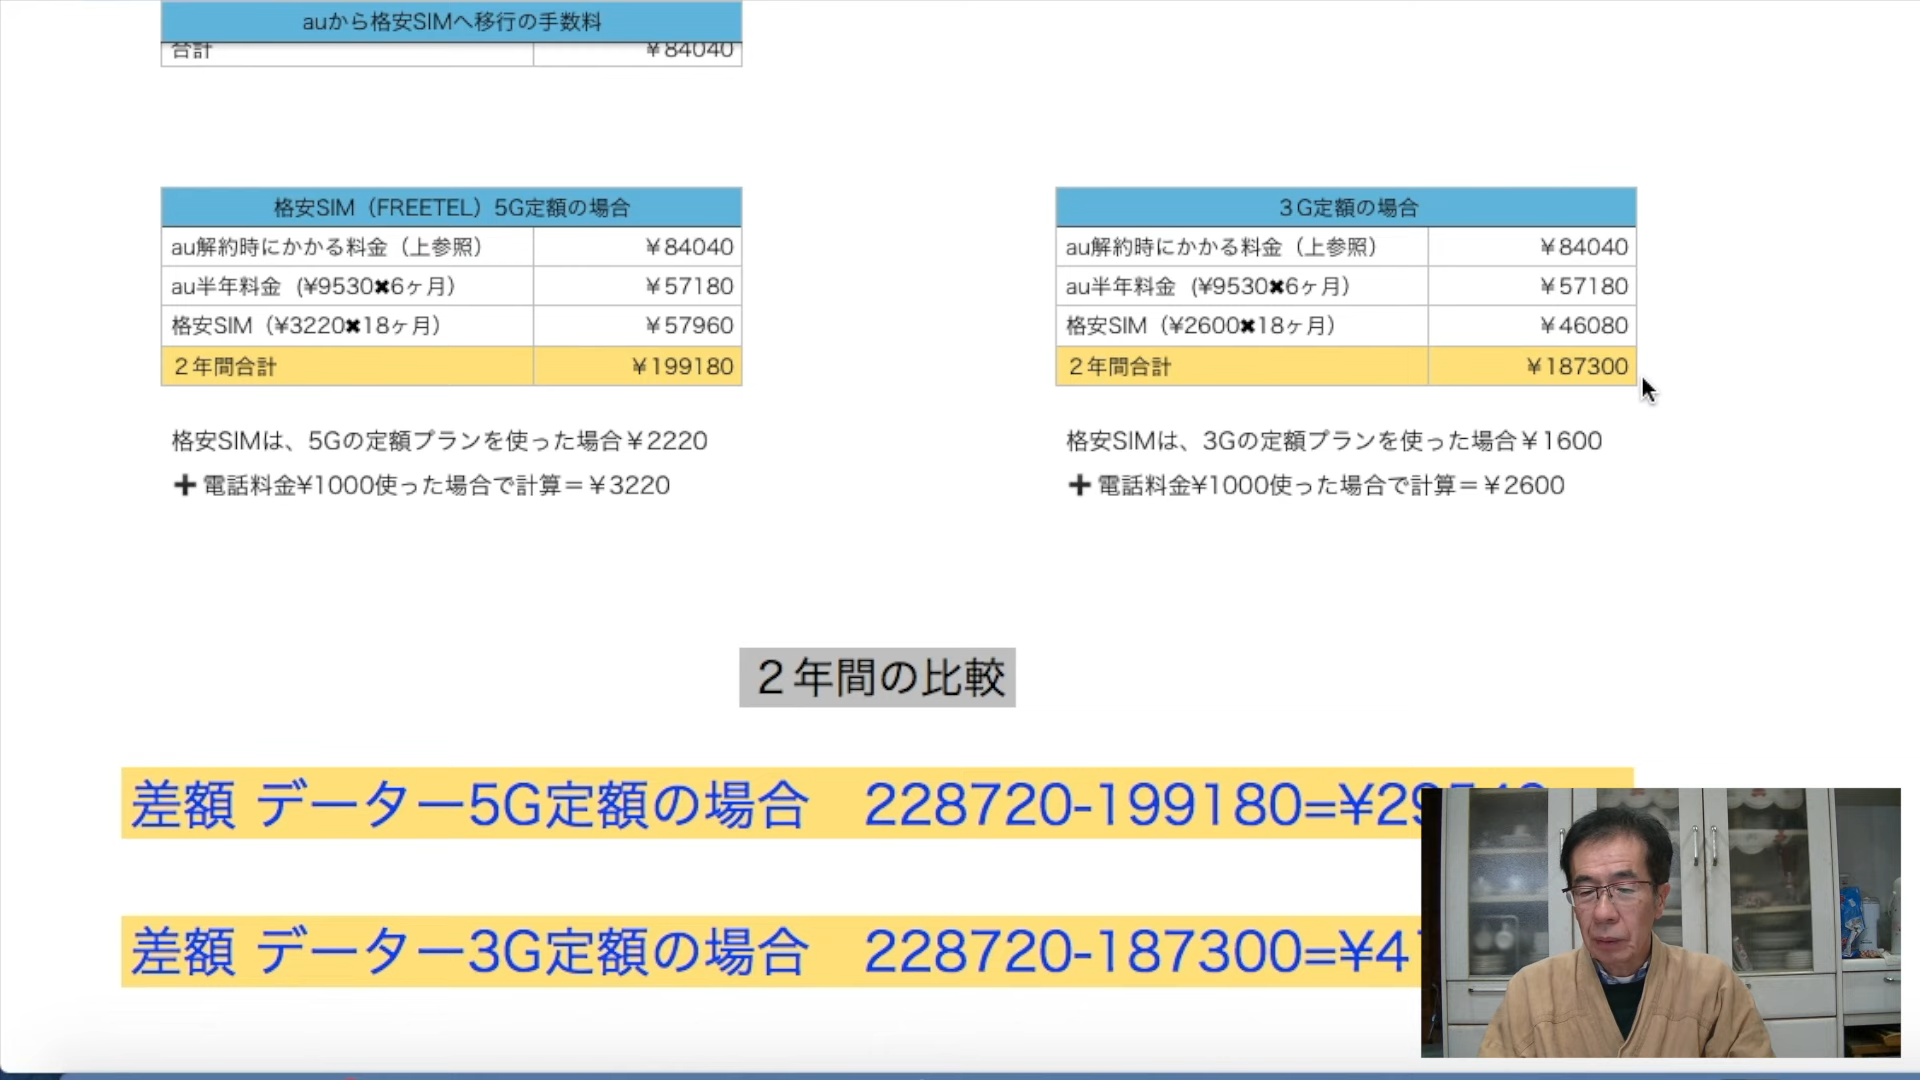 auから格安SIMへ移行の手数料
合計 ￥84040
格安SIM（FREETEL）5G定額の場合
au解約時にかかる料金（上参照） ￥84040
au半年料金 (¥9530✖6ヶ月） ￥57180
格安SIM（¥3220✖18ヶ月） ￥57960
２年間合計 ￥199180
格安SIMは、5Gの定額プランを使った場合￥2220
➕電話料金¥1000使った場合で計算＝￥3220
３G定額の場合
au解約時にかかる料金（上参照） ￥84040
au半年料金 (¥9530✖6ヶ月） ￥57180
格安SIM（¥2600✖18ヶ月） ￥46080
２年間合計 ￥187300
格安SIMは、3Gの定額プランを使った場合￥1600
➕電話料金¥1000使った場合で計算＝￥2600
２年間の比較
差額 データー5G定額の場合　228720-199180=¥29540
差額 データー3G定額の場合　228720-187300=¥4